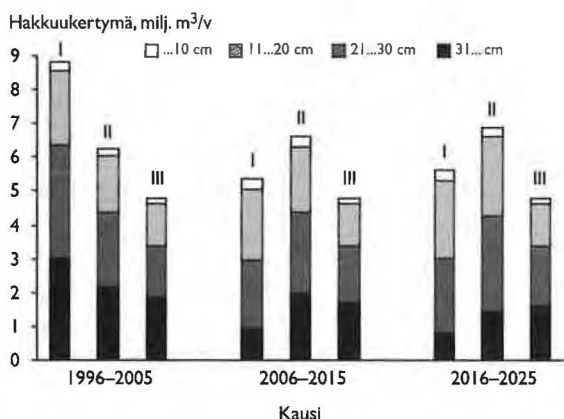 Hakkuukertymä, milj. m³/v
...10 cm 11...20 cm 21...30 cm 31... cm
9
8
7
6
5
4
3
2
1
0
I
II
III
I
II
III
I
II
III
1996–2005 2006–2015 2016–2025
Kausi